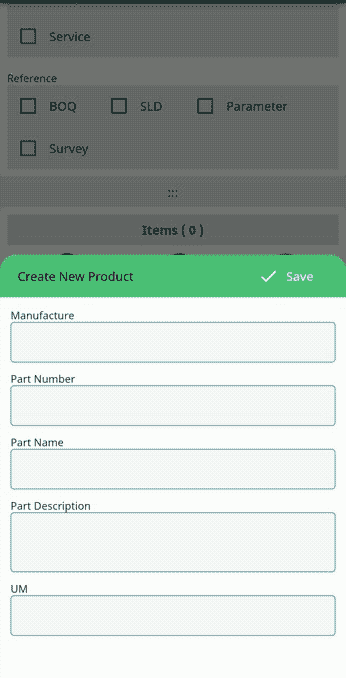 Service
Reference
BOQ SLD Parameter
Survey
:::
Items ( 0 )
Create New Product Save
Manufacture
Part Number
Part Name
Part Description
UM